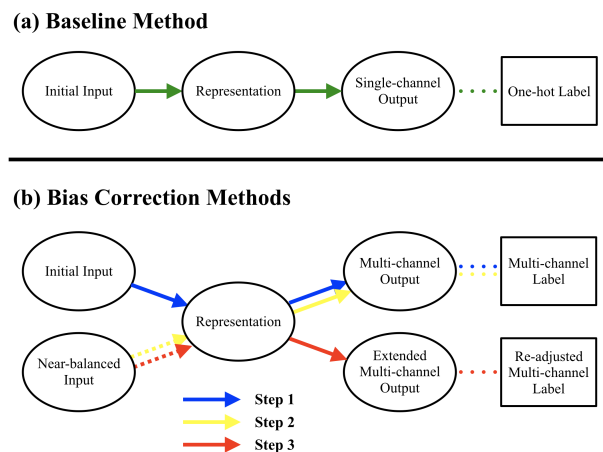 (a) Baseline Method
Initial Input
Representation
Single-channel
Output
One-hot Label
(b) Bias Correction Methods
Initial Input
Multi-channel
Output
Multi-channel
Label
Representation
Near-balanced
Input
Extended
Multi-channel
Output
Re-adjusted
Multi-channel
Label
Step 1
Step 2
Step 3